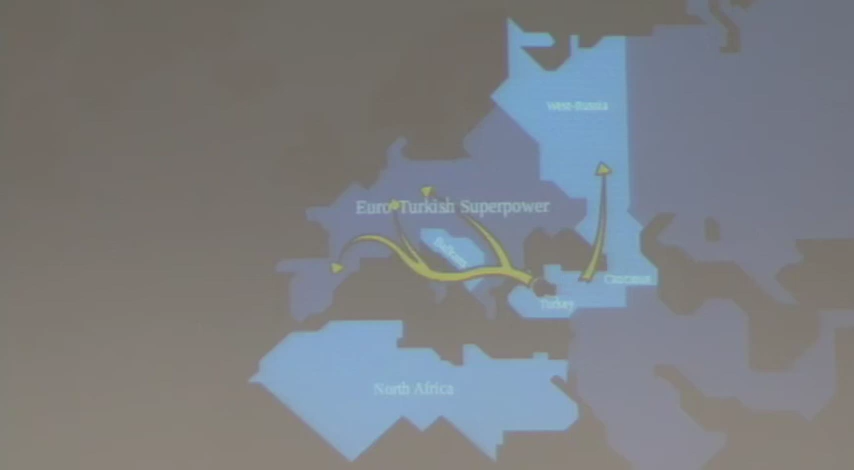 West-Russia
Euro-Turkish Superpower
Balkans
Caucasus
Turkey
North Africa